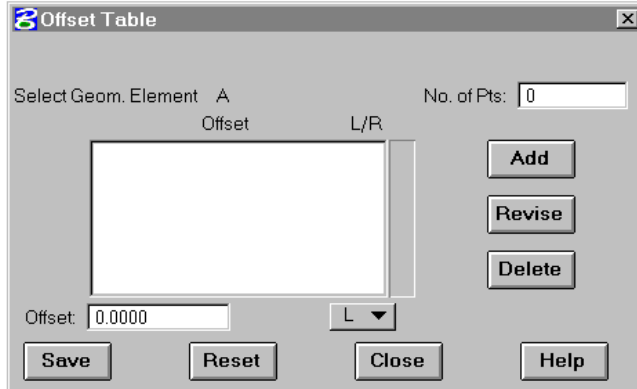 Offset Table
Select Geom. Element A No. of Pts: 0
Offset L/R
Add
Revise
Delete
Offset: 0.0000 L
Save Reset Close Help